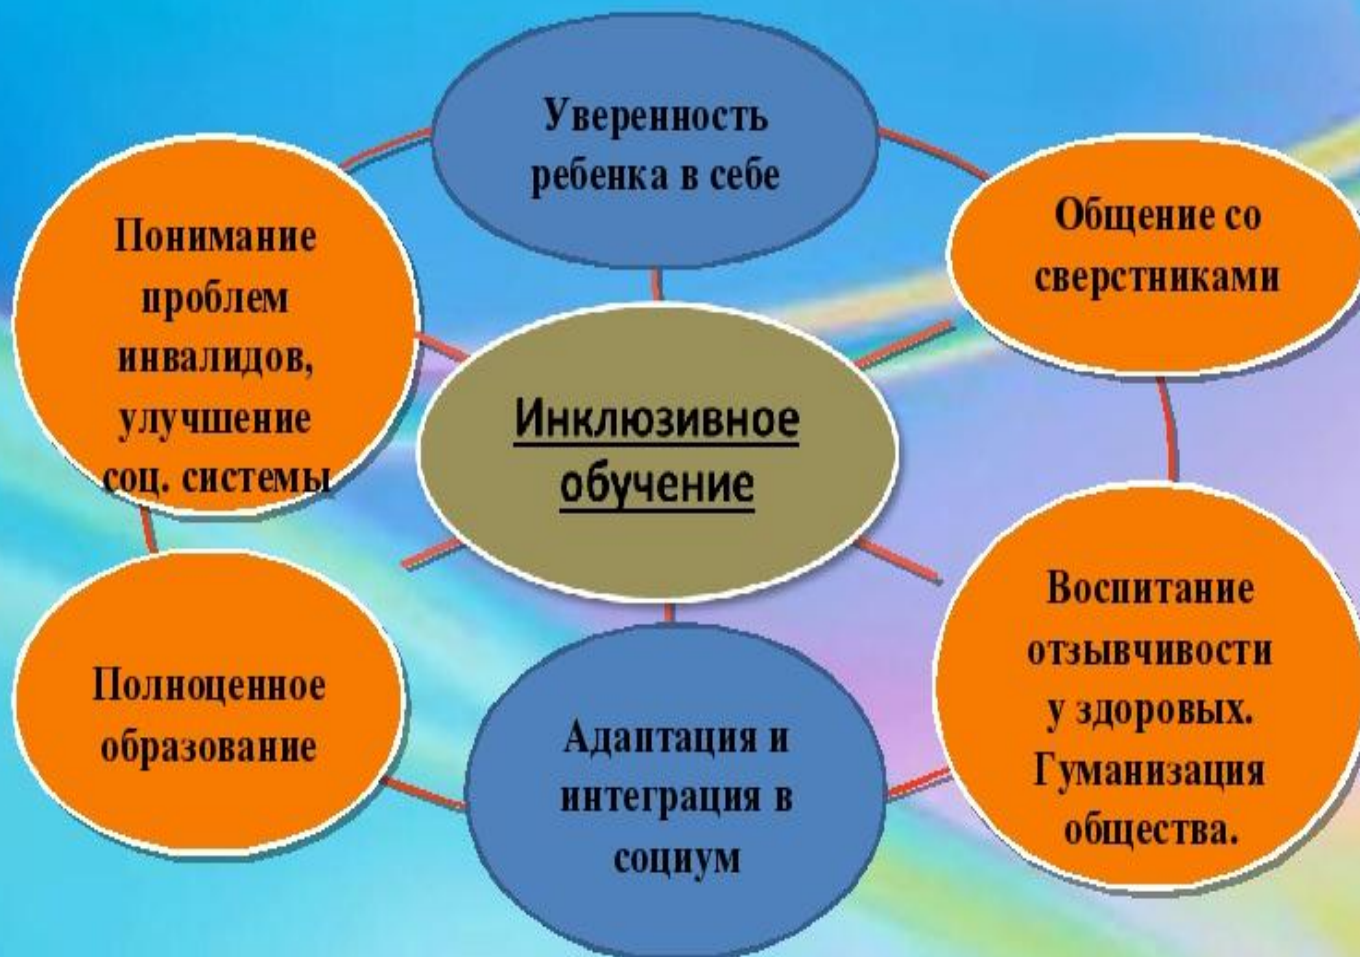 Уверенность
ребенка в себе
Общение со
сверстниками
Понимание
проблем
инвалидов,
улучшение
соц. системы
Инклюзивное
обучение
Воспитание
отзывчивости
у здоровых.
Гуманизация
общества.
Полноценное
образование
Адаптация и
интеграция в
социум